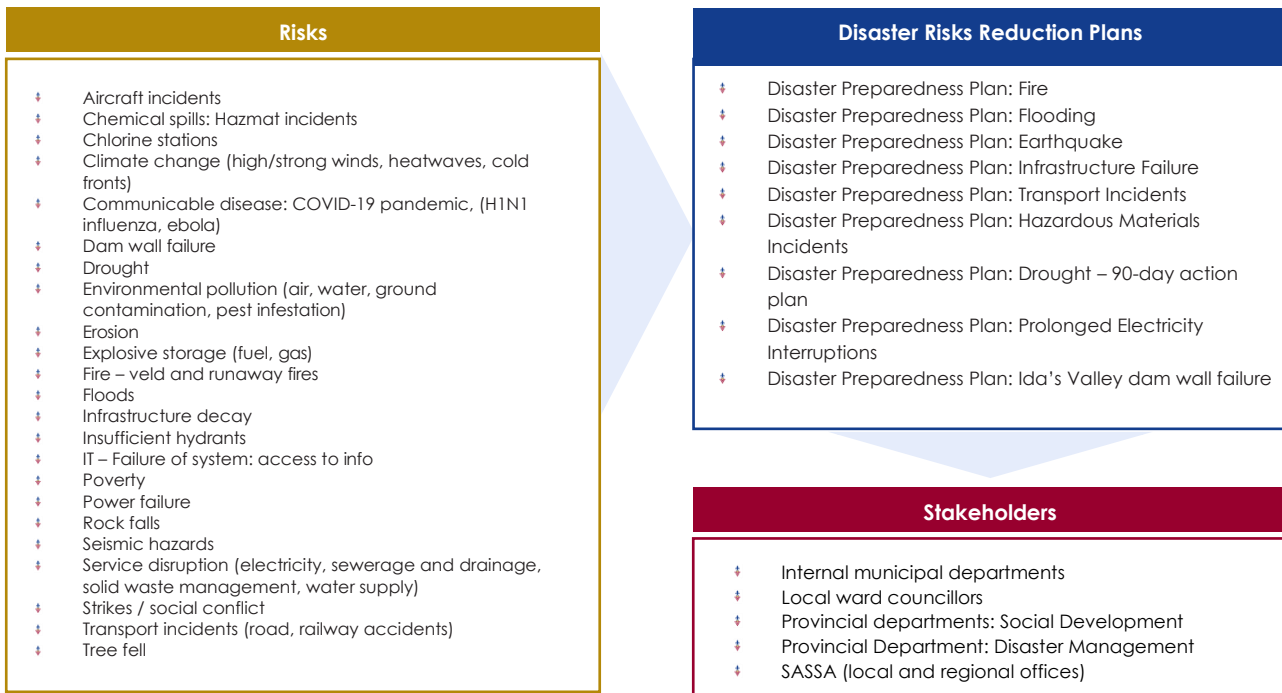 Risks
Aircraft incidents
Chemical spills: Hazmat incidents
Chlorine stations
Climate change (high/strong winds, heatwaves, cold
fronts)
Communicable disease: COVID-19 pandemic, (H1N1
influenza, ebola)
Dam wall failure
Drought
Environmental pollution (air, water, ground
contamination, pest infestation)
Erosion
Explosive storage (fuel, gas)
Fire – veld and runaway fires
Floods
Infrastructure decay
Insufficient hydrants
IT – Failure of system: access to info
Poverty
Power failure
Rock falls
Seismic hazards
Service disruption (electricity, sewerage and drainage,
solid waste management, water supply)
Strikes / social conflict
Transport incidents (road, railway accidents)
Tree fell
Disaster Risks Reduction Plans
Disaster Preparedness Plan: Fire
Disaster Preparedness Plan: Flooding
Disaster Preparedness Plan: Earthquake
Disaster Preparedness Plan: Infrastructure Failure
Disaster Preparedness Plan: Transport Incidents
Disaster Preparedness Plan: Hazardous Materials
Incidents
Disaster Preparedness Plan: Drought – 90-day action
plan
Disaster Preparedness Plan: Prolonged Electricity
Interruptions
Disaster Preparedness Plan: Ida's Valley dam wall failure
Stakeholders
Internal municipal departments
Local ward councillors
Provincial departments: Social Development
Provincial Department: Disaster Management
SASSA (local and regional offices)